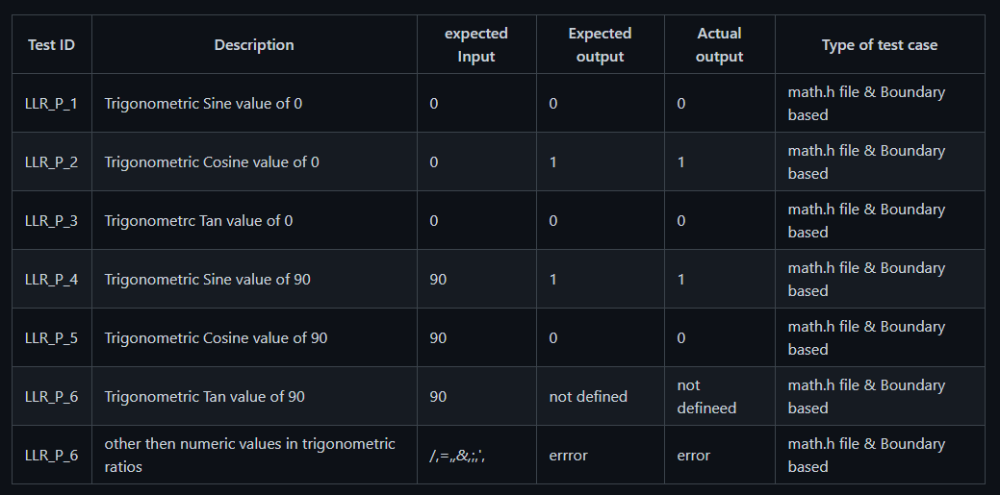 Test ID Description expected Input Expected output Actual output Type of test case
LLR_P_1 Trigonometric Sine value of 0 0 0 0 math.h file & Boundary based
LLR_P_2 Trigonometric Cosine value of 0 0 1 1 math.h file & Boundary based
LLR_P_3 Trigonometrc Tan value of 0 0 0 0 math.h file & Boundary based
LLR_P_4 Trigonometric Sine value of 90 90 1 1 math.h file & Boundary based
LLR_P_5 Trigonometric Cosine value of 90 90 0 0 math.h file & Boundary based
LLR_P_6 Trigonometric Tan value of 90 90 not defined not defineed math.h file & Boundary based
LLR_P_6 other then numeric values in trigonometric ratios /,=,,&,;,', errror error math.h file & Boundary based